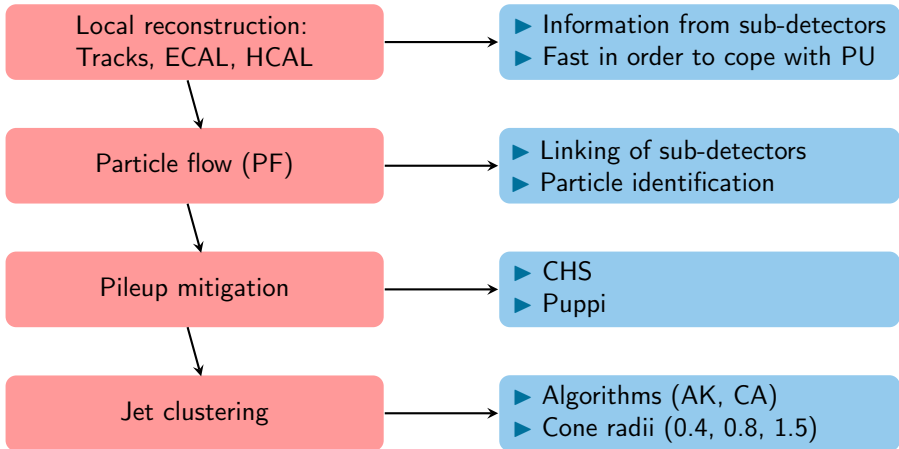 Local reconstruction:
Tracks, ECAL, HCAL
▶ Information from sub-detectors
▶ Fast in order to cope with PU
Particle flow (PF)
▶ Linking of sub-detectors
▶ Particle identification
Pileup mitigation
▶ CHS
▶ Puppi
Jet clustering
▶ Algorithms (AK, CA)
▶ Cone radii (0.4, 0.8, 1.5)